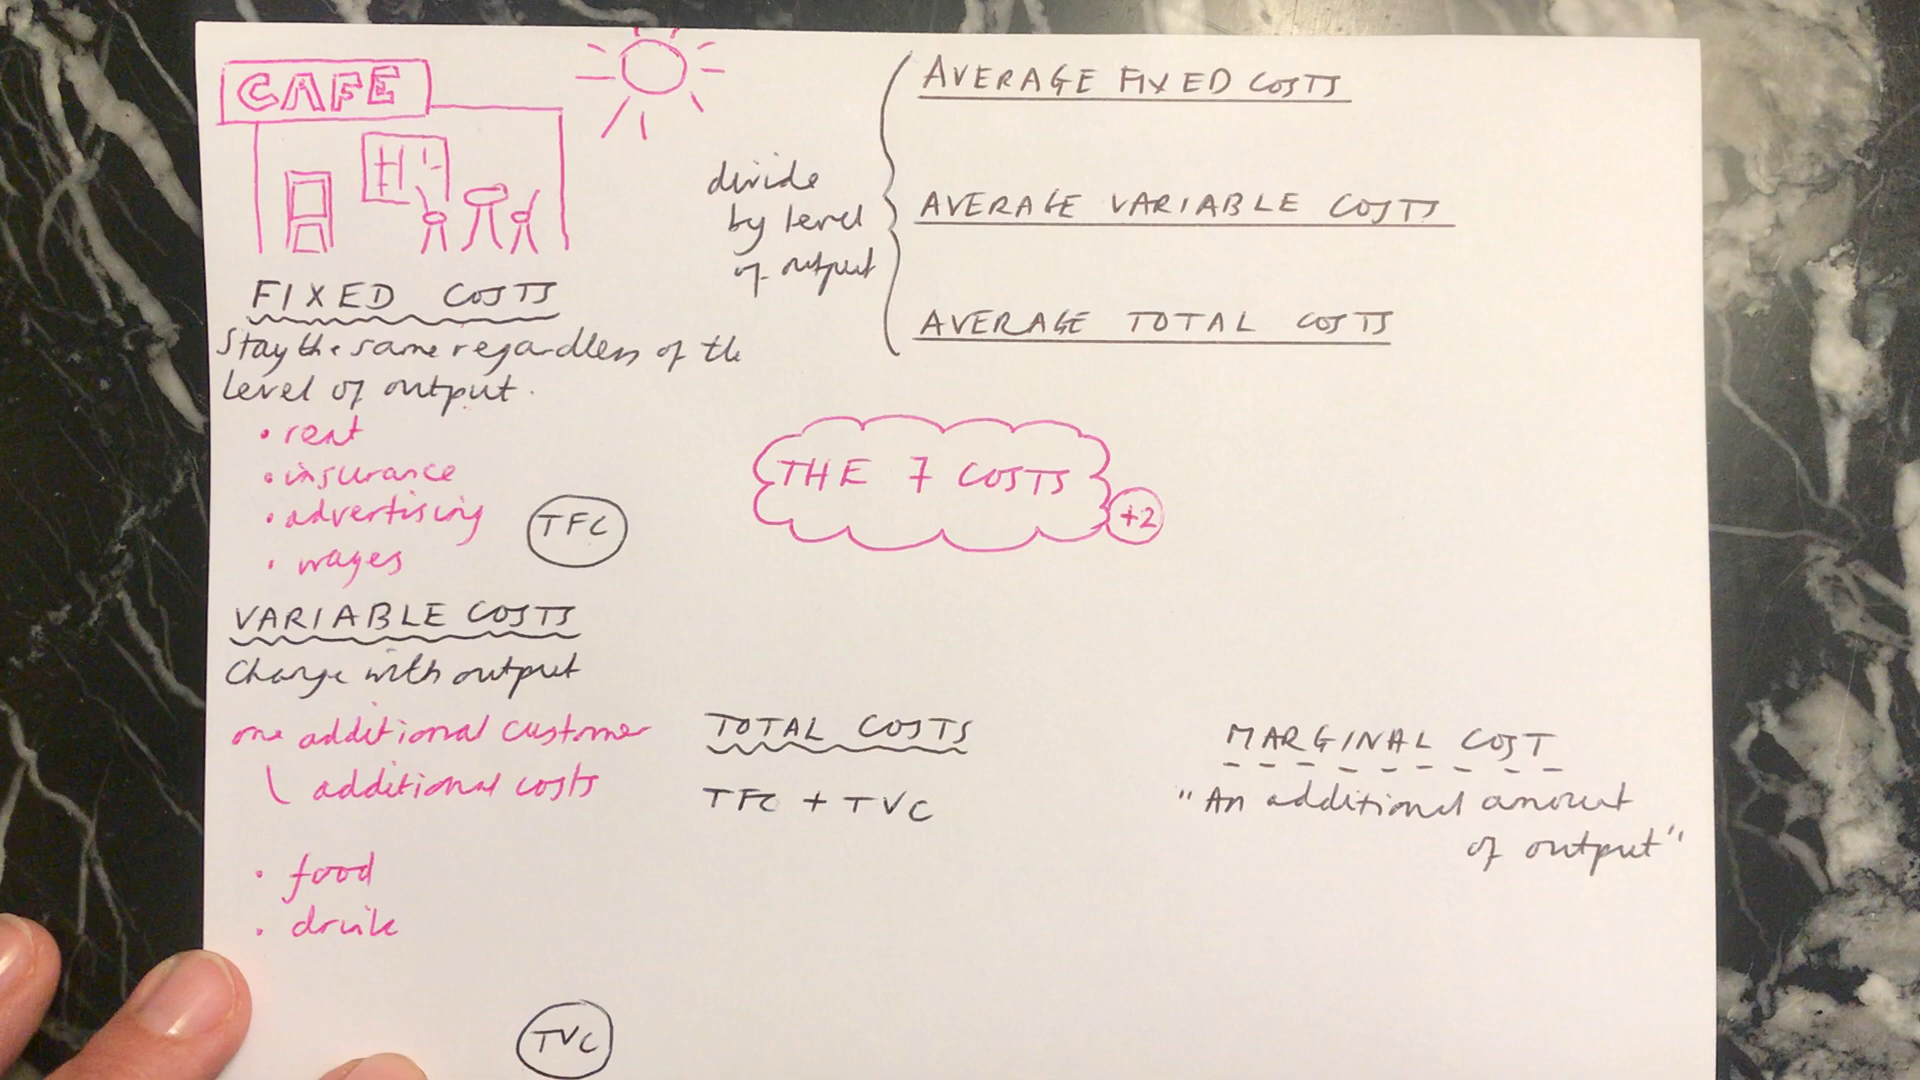 CAFE
FIXED COSTS
Stay the same regardless of the
level of output.
• rent
• insurance
• advertising
• wages
TFC
VARIABLE COSTS
Change with output
one additional customer
additional costs
• food
• drink
TVC
divide
by level
of output
AVERAGE FIXED COSTS
AVERAGE VARIABLE COSTS
AVERAGE TOTAL COSTS
THE 7 COSTS
+2
TOTAL COSTS
TFC + TVC
MARGINAL COST
"An additional amount
of output"